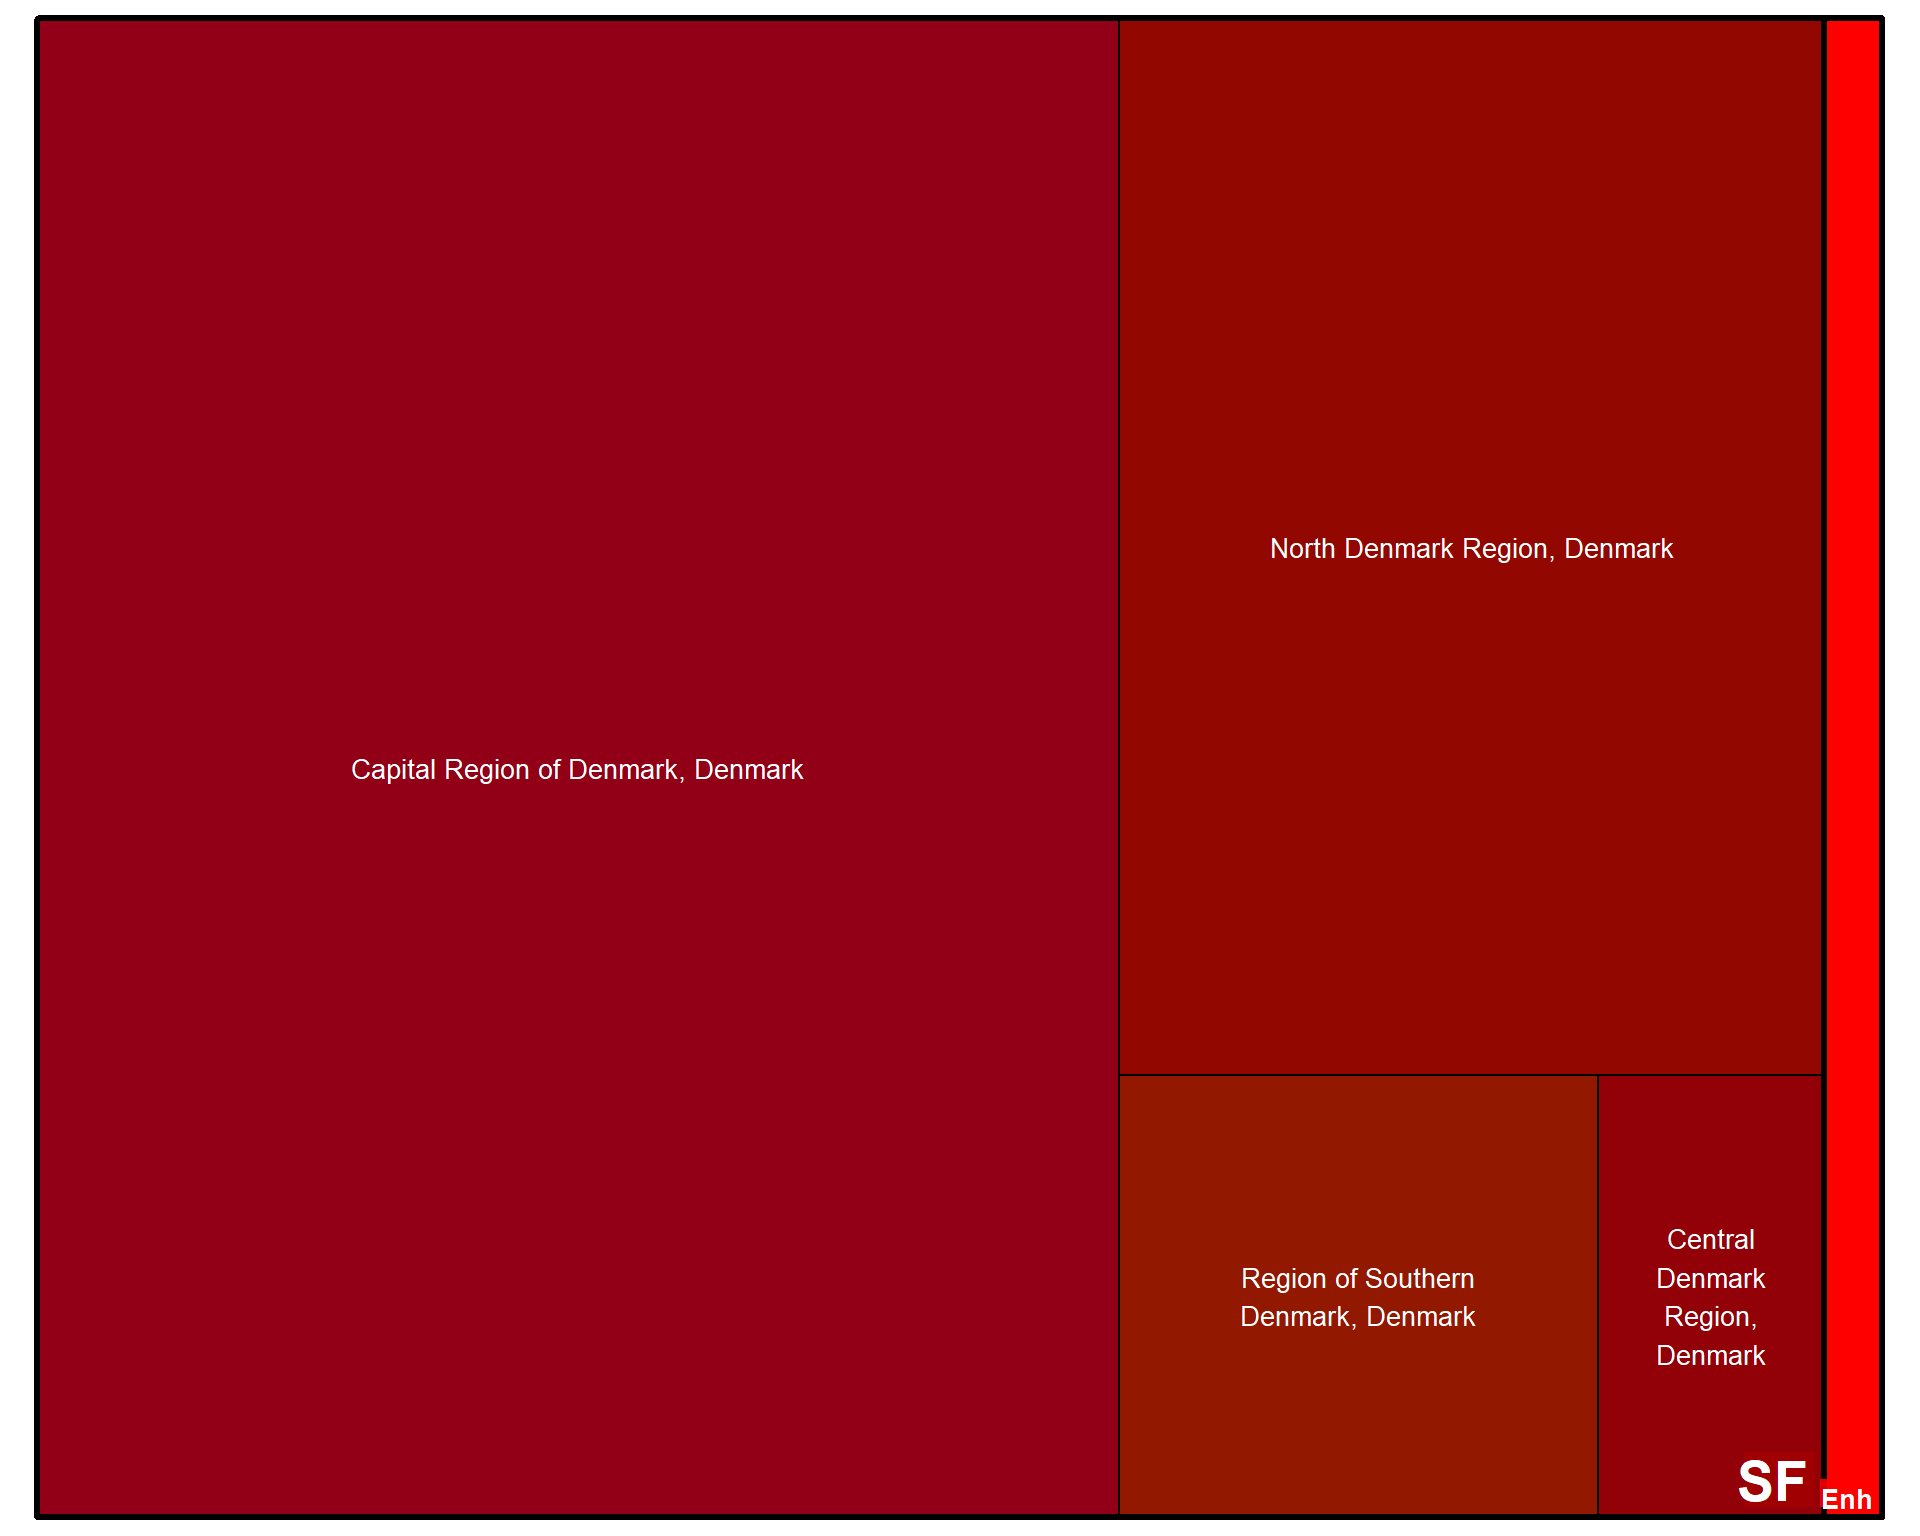 Capital Region of Denmark, Denmark
North Denmark Region, Denmark
Region of Southern
Denmark, Denmark
Central
Denmark
Region,
Denmark
SF
Enh